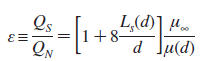 ε≡ Q_S / Q_N = [1+8 L_s(d) / d] μ_∞ / μ(d)